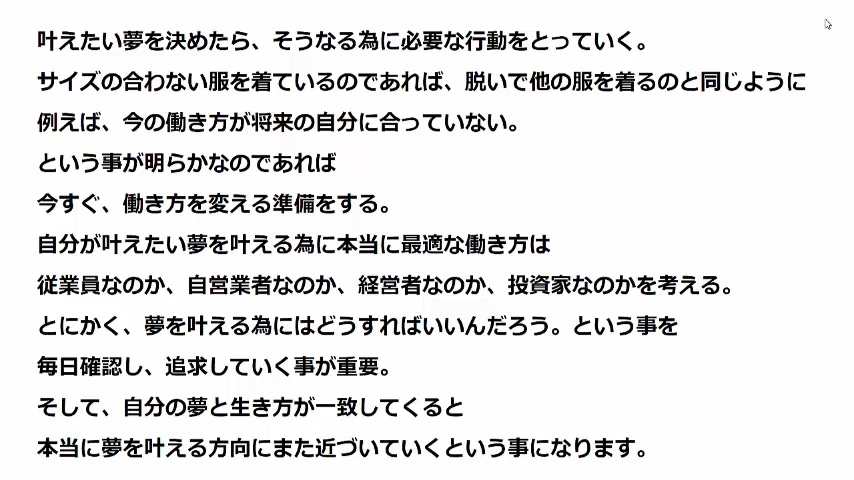 叶えたい夢を決めたら、そうなる為に必要な行動をとっていく。
サイズの合わない服を着ているのであれば、脱いで他の服を着るのと同じように
例えば、今の働き方が将来の自分に合っていない。
という事が明らかなのであれば
今すぐ、働き方を変える準備をする。
自分が叶えたい夢を叶える為に本当に最適な働き方は
従業員なのか、自営業者なのか、経営者なのか、投資家なのかを考える。
とにかく、夢を叶える為にはどうすればいいんだろう。という事を
毎日確認し、追求していく事が重要。
そして、自分の夢と生き方が一致してくると
本当に夢を叶える方向にまた近づいていくという事になります。